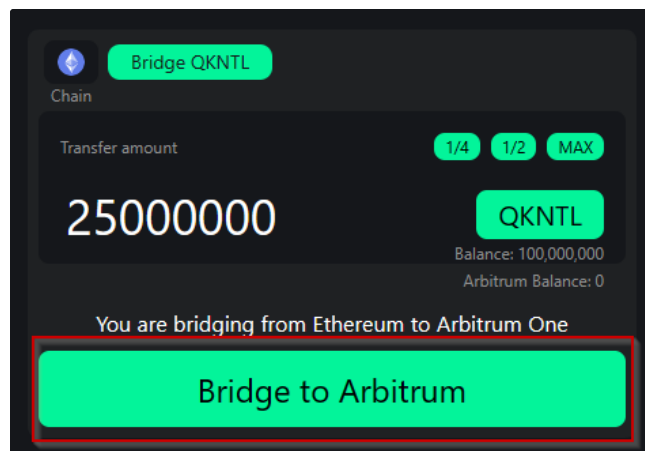 Bridge QKNTL
Chain
Transfer amount 1/4 1/2 MAX
25000000 QKNTL
Balance: 100,000,000
Arbitrum Balance: 0
You are bridging from Ethereum to Arbitrum One
Bridge to Arbitrum